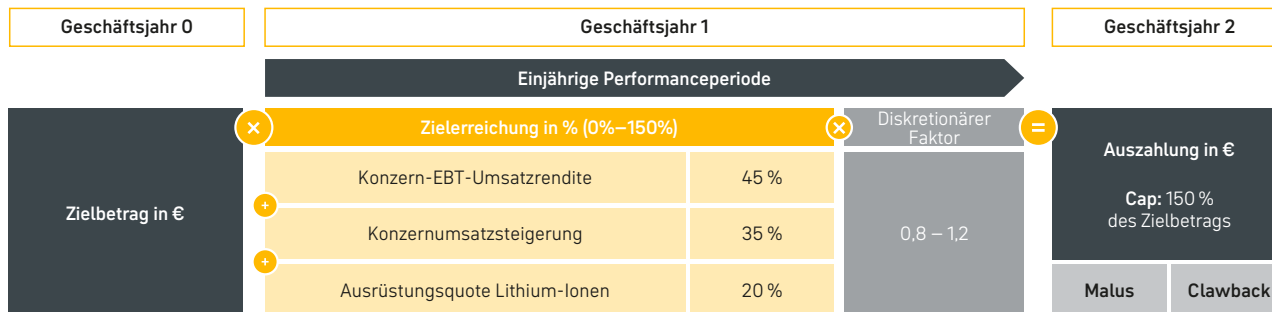 Geschäftsjahr 0
Geschäftsjahr 1
Geschäftsjahr 2
Einjährige Performanceperiode
Zielbetrag in €
×
Zielerreichung in % (0%–150%)
×
Diskretionärer
Faktor
=
Konzern-EBT-Umsatzrendite
45 %
+
Konzernumsatzsteigerung
35 %
+
Ausrüstungsquote Lithium-Ionen
20 %
0,8 – 1,2
Auszahlung in €
Cap: 150 %
des Zielbetrags
Malus
Clawback